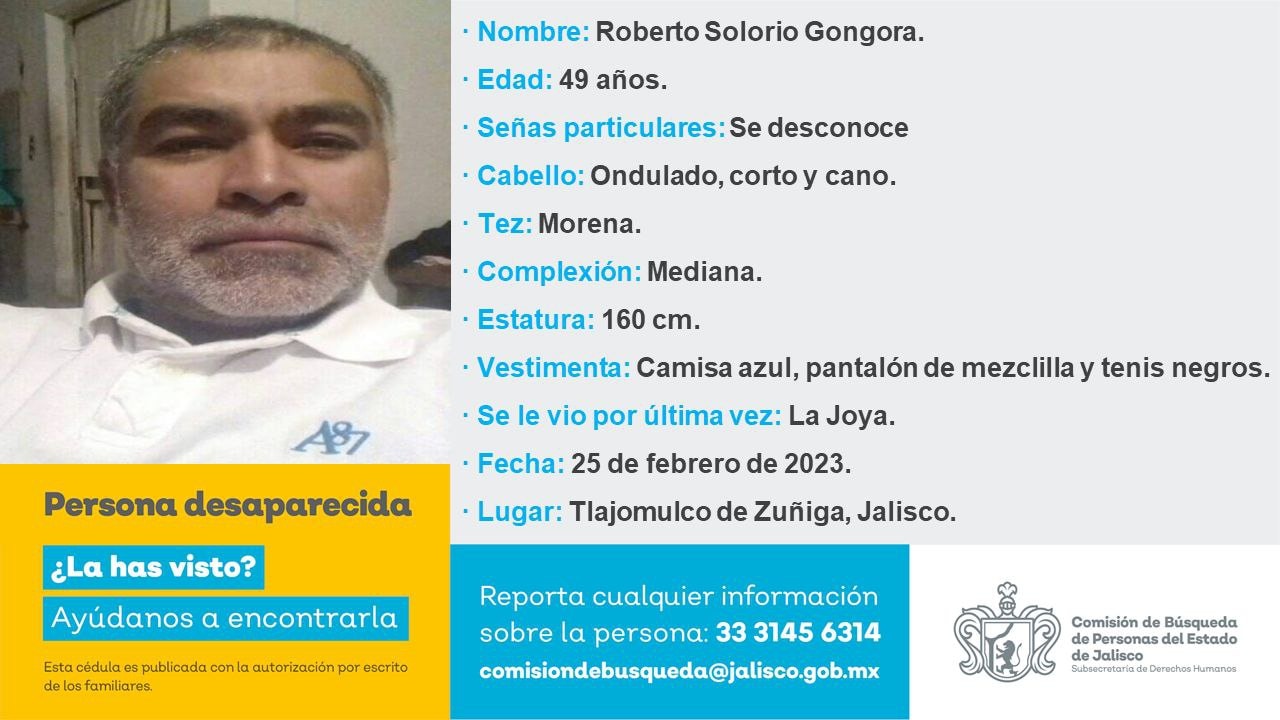 · Nombre: Roberto Solorio Gongora.
· Edad: 49 años.
· Señas particulares: Se desconoce
· Cabello: Ondulado, corto y cano.
· Tez: Morena.
· Complexión: Mediana.
· Estatura: 160 cm.
· Vestimenta: Camisa azul, pantalón de mezclilla y tenis negros.
· Se le vio por última vez: La Joya.
· Fecha: 25 de febrero de 2023.
· Lugar: Tlajomulco de Zuñiga, Jalisco.
A87
Persona desaparecida
¿La has visto?
Ayúdanos a encontrarla
Esta cédula es publicada con la autorización por escrito
de los familiares.
Reporta cualquier información
sobre la persona: 33 3145 6314
comisiondebusqueda@jalisco.gob.mx
Comisión de Búsqueda
de Personas del Estado
de Jalisco
Subsecretaría de Derechos Humanos